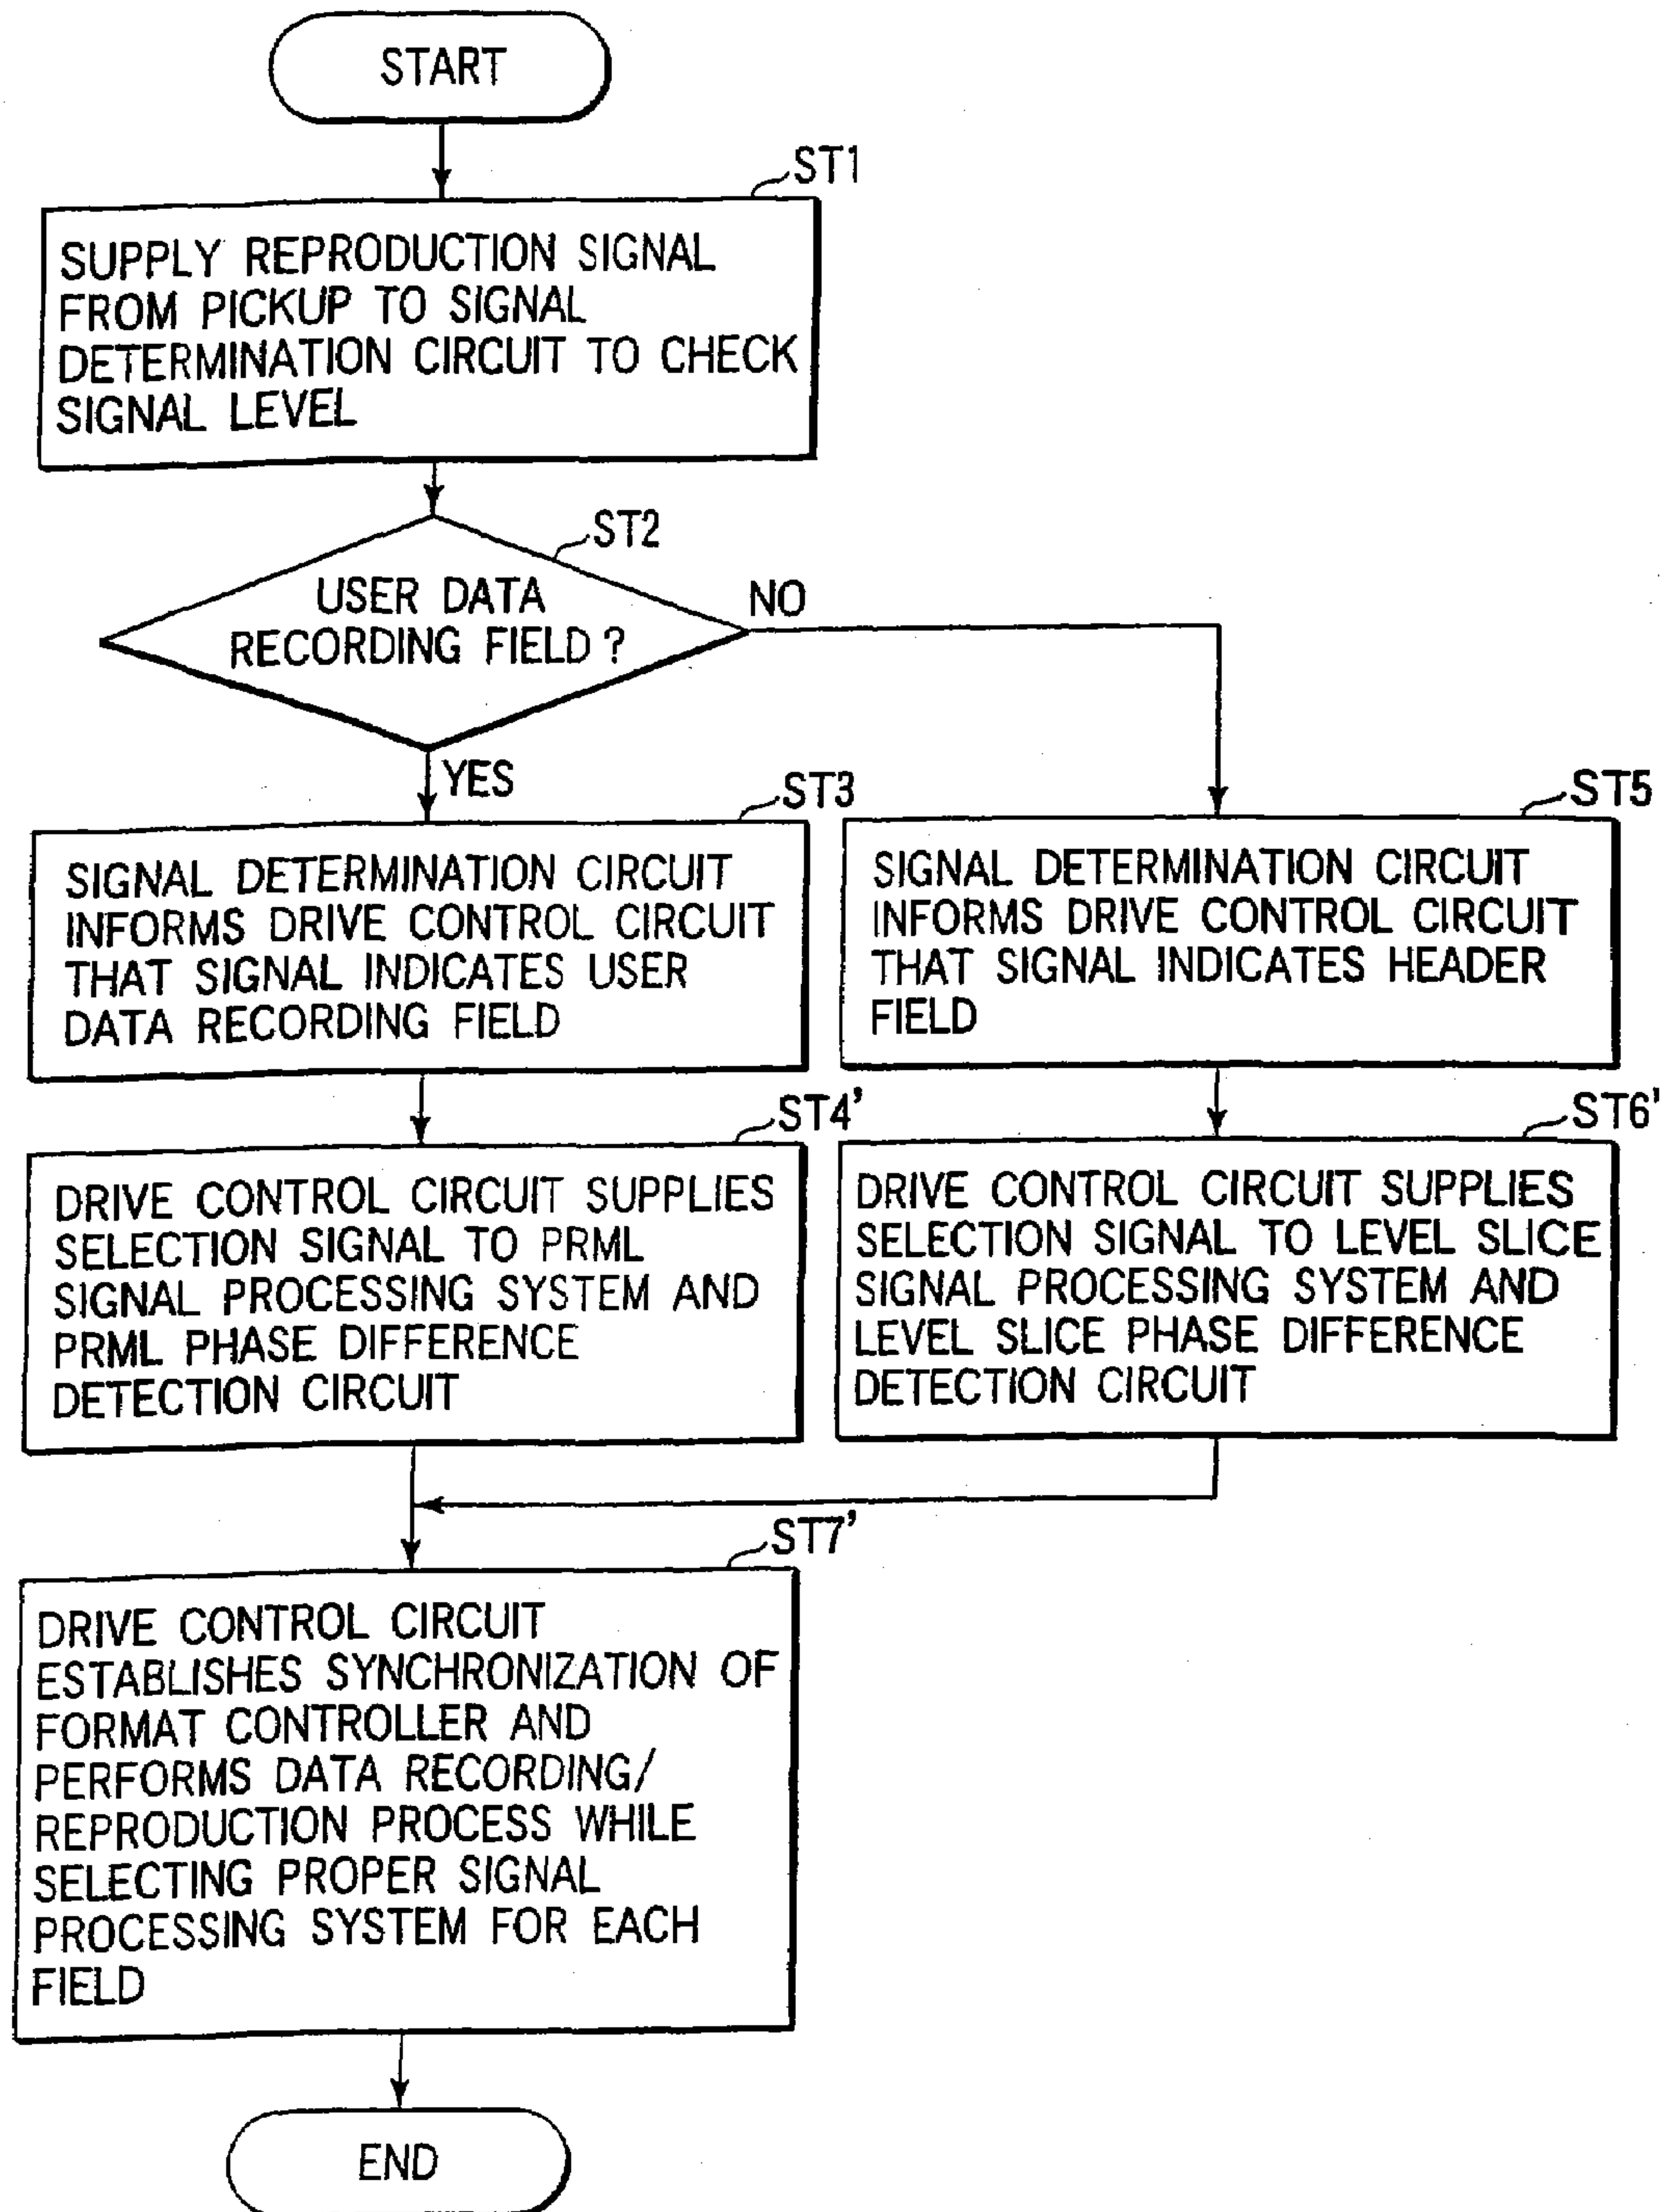 START
ST1
SUPPLY REPRODUCTION SIGNAL
FROM PICKUP TO SIGNAL
DETERMINATION CIRCUIT TO CHECK
SIGNAL LEVEL
ST2
USER DATA
RECORDING FIELD?
NO
YES
ST3
SIGNAL DETERMINATION CIRCUIT
INFORMS DRIVE CONTROL CIRCUIT
THAT SIGNAL INDICATES USER
DATA RECORDING FIELD
ST5
SIGNAL DETERMINATION CIRCUIT
INFORMS DRIVE CONTROL CIRCUIT
THAT SIGNAL INDICATES HEADER
FIELD
ST4'
DRIVE CONTROL CIRCUIT SUPPLIES
SELECTION SIGNAL TO PRML
SIGNAL PROCESSING SYSTEM AND
PRML PHASE DIFFERENCE
DETECTION CIRCUIT
ST6'
DRIVE CONTROL CIRCUIT SUPPLIES
SELECTION SIGNAL TO LEVEL SLICE
SIGNAL PROCESSING SYSTEM AND
LEVEL SLICE PHASE DIFFERENCE
DETECTION CIRCUIT
ST7'
DRIVE CONTROL CIRCUIT
ESTABLISHES SYNCHRONIZATION OF
FORMAT CONTROLLER AND
PERFORMS DATA RECORDING/
REPRODUCTION PROCESS WHILE
SELECTING PROPER SIGNAL
PROCESSING SYSTEM FOR EACH
FIELD
END